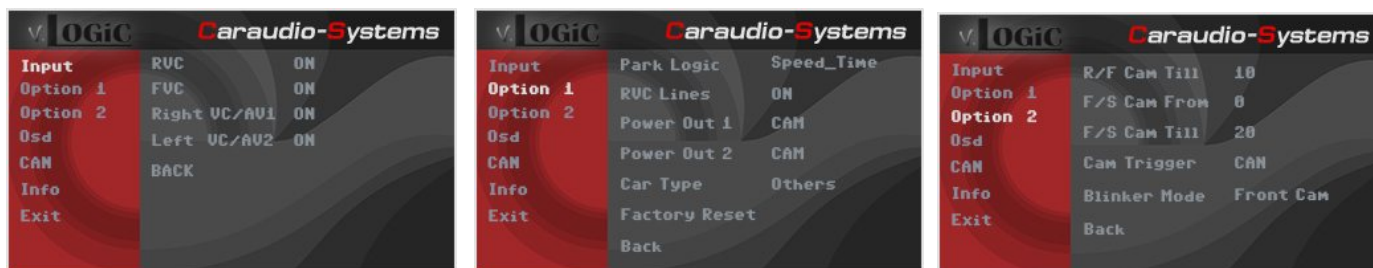 v.LOGiC Caraudio-Systems
Input RVC ON
Option 1 FVC ON
Option 2 Right VC/AV1 ON
Osd Left VC/AV2 ON
CAN BACK
Info
Exit
v.LOGiC Caraudio-Systems
Input Park Logic Speed_Time
Option 1 RVC Lines ON
Option 2 Power Out 1 CAM
Osd Power Out 2 CAM
CAN Car Type Others
Info Factory Reset
Exit Back
v.LOGiC Caraudio-Systems
Input R/F Cam Till 10
Option 1 F/S Cam From 0
Option 2 F/S Cam Till 20
Osd
CAN Cam Trigger CAN
Info Blinker Mode Front Cam
Exit Back